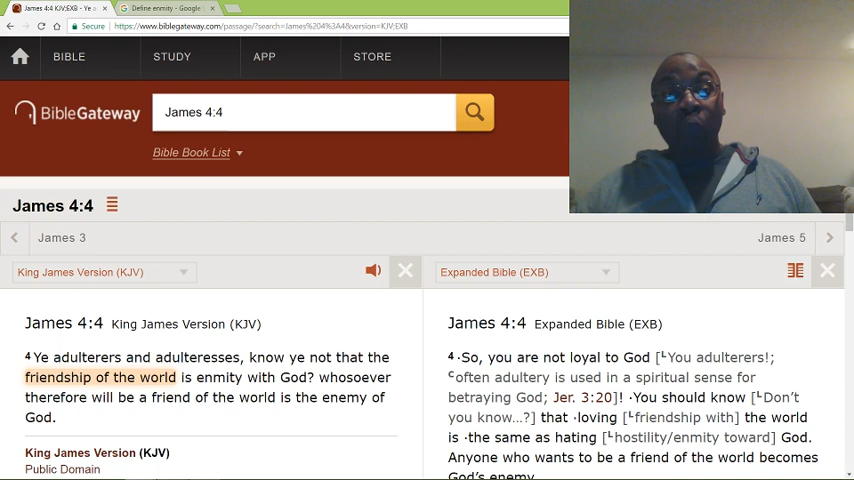 James 4:4 KJV;EXB - Ye a
Define enmity - Google
Secure https://www.biblegateway.com/passage/?search=James%204%3A4&version=KJV;EXB
BIBLE STUDY APP STORE
BibleGateway James 4:4
Bible Book List
James 4:4
James 3 James 5
King James Version (KJV)
Expanded Bible (EXB)
James 4:4 King James Version (KJV)
4 Ye adulterers and adulteresses, know ye not that the
friendship of the world is enmity with God? whosoever
therefore will be a friend of the world is the enemy of
God.
King James Version (KJV)
Public Domain
James 4:4 Expanded Bible (EXB)
4 ·So, you are not loyal to God [LYou adulterers!;
Coften adultery is used in a spiritual sense for
betraying God; Jer. 3:20]! ·You should know [LDon't
you know...?] that ·loving [Lfriendship with] the world
is ·the same as hating [Lhostility/enmity toward] God.
Anyone who wants to be a friend of the world becomes
God's enemy.